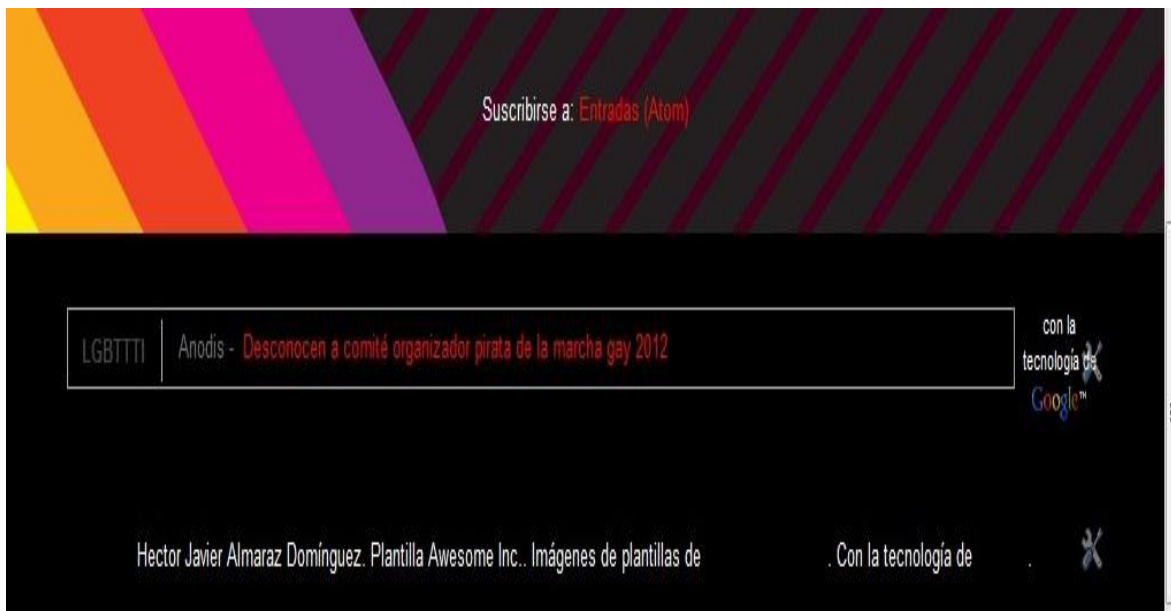 Suscribirse a: Entradas (Atom)
LGBTTTI
Anodis - Desconocen a comité organizador pirata de la marcha gay 2012
con la
tecnología de
Google™
Hector Javier Almaraz Domínguez. Plantilla Awesome Inc.. Imágenes de plantillas de . Con la tecnología de .